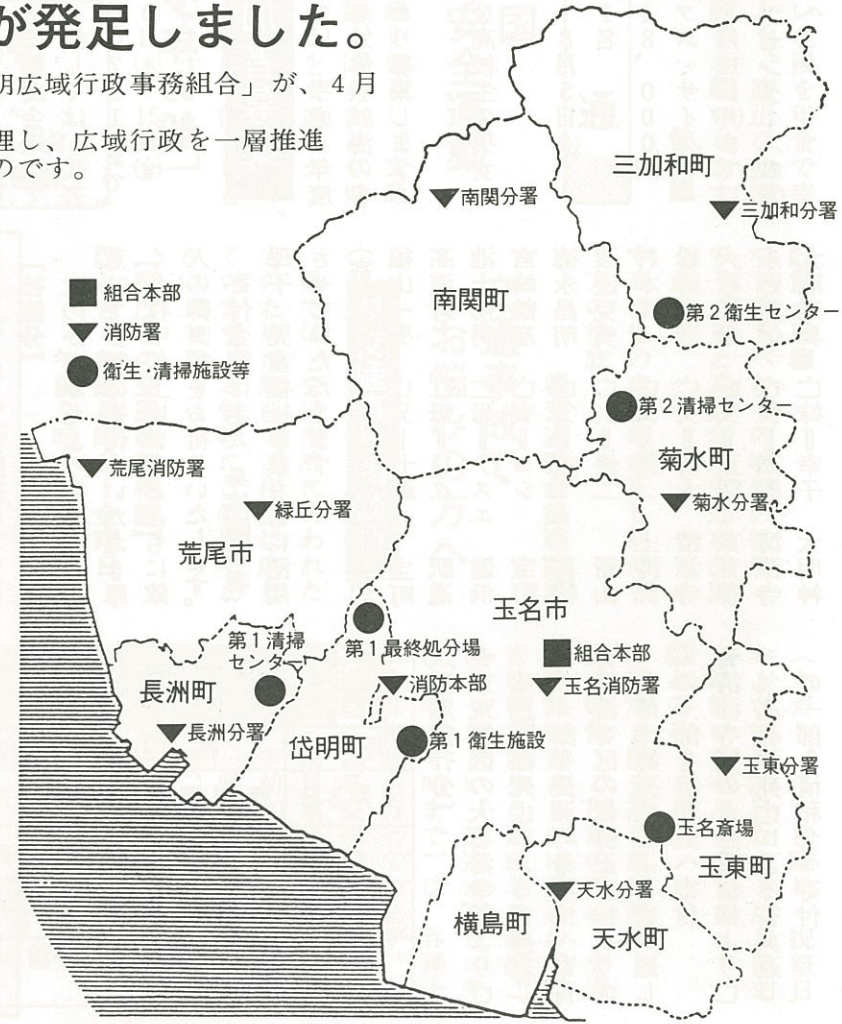 が発足しました。
明広域行政事務組合」が、4月
理し、広域行政を一層推進
のです。
三加和町
南関分署
三加和分署
組合本部
消防署
衛生・清掃施設等
南関町
第2衛生センター
第2清掃センター
菊水町
荒尾消防署
菊水分署
緑丘分署
荒尾市
玉名市
第1清掃
センター
第1最終処分場
組合本部
長洲町
消防本部
玉名消防署
長洲分署
岱明町
第1衛生施設
玉東分署
玉名斎場
玉東町
天水分署
横島町
天水町